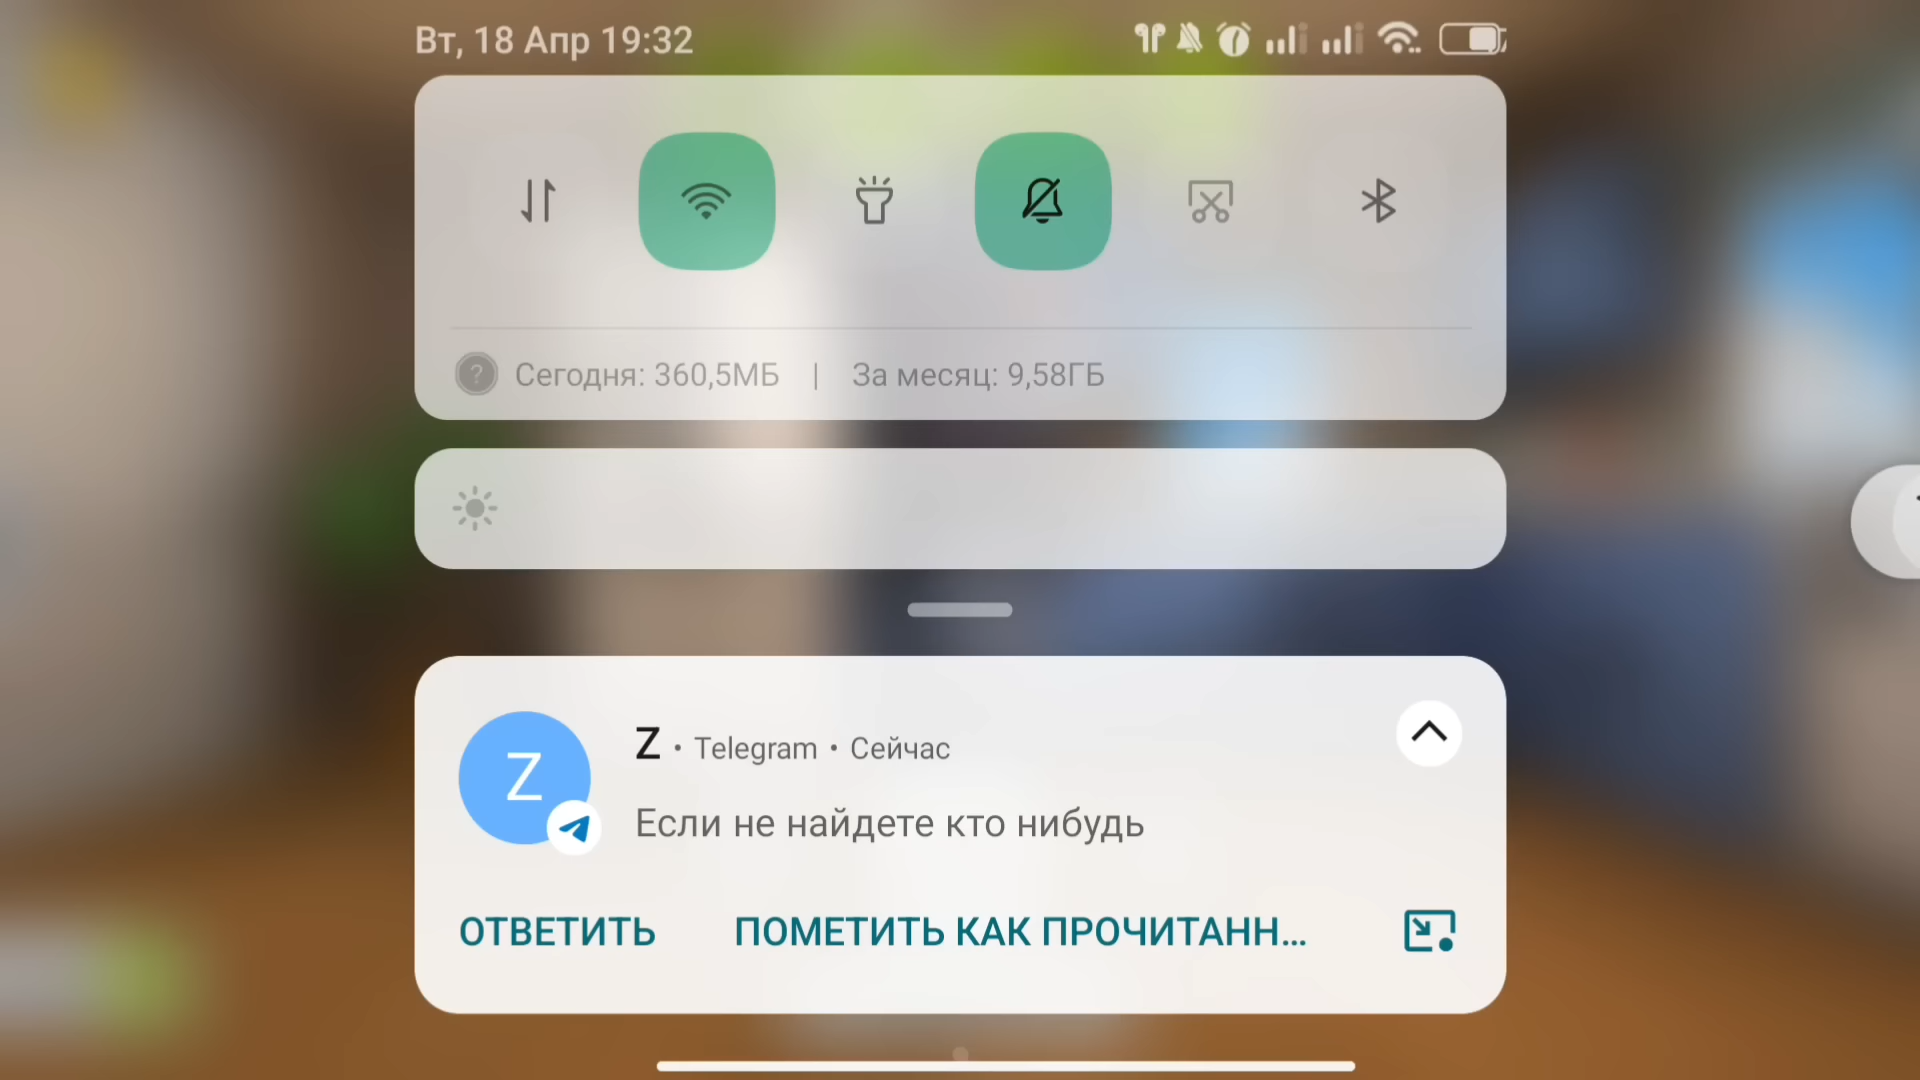 Вт, 18 Апр 19:32
? Сегодня: 360,5МБ | За месяц: 9,58ГБ
Z • Telegram • Сейчас
Z
Если не найдете кто нибудь
ОТВЕТИТЬ ПОМЕТИТЬ КАК ПРОЧИТАНН...